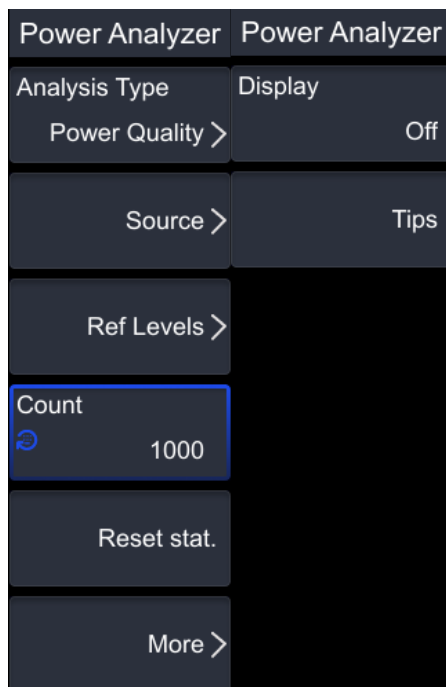 Power Analyzer
Analysis Type
Power Quality
Source
Ref Levels
Count
1000
Reset stat.
More
Power Analyzer
Display
Off
Tips